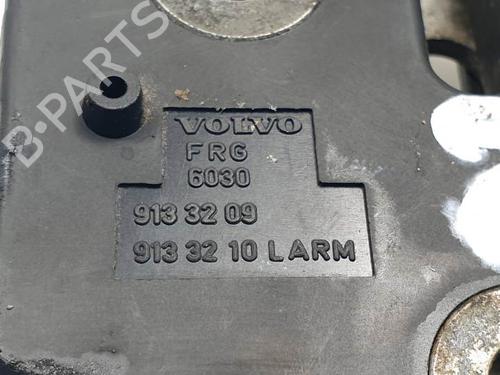 B-PARTS
VOLVO
FRG
6030
913 32 09
913 32 10 LARM